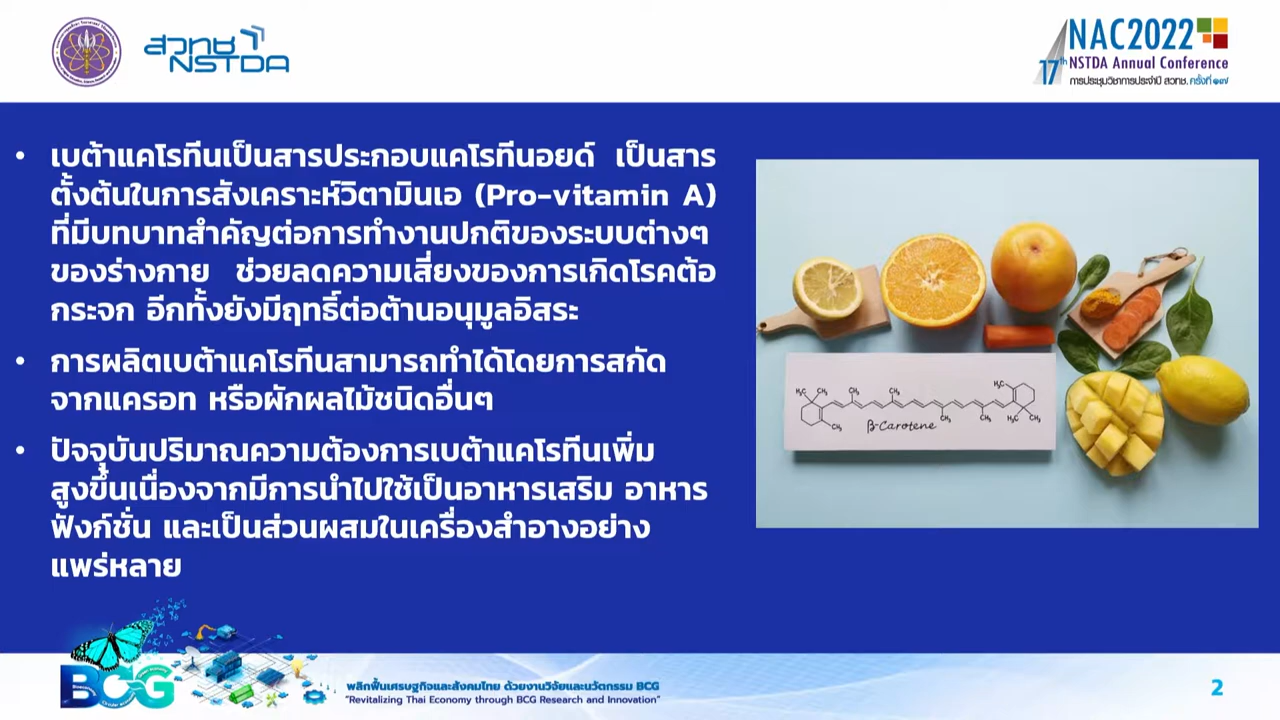 สวทช
NSTDA
NAC2022
17th NSTDA Annual Conference
การประชุมวิชาการประจำปี สวทช. ครั้งที่ ๑๗
• เบต้าแคโรทีนเป็นสารประกอบแคโรทีนอยด์ เป็นสาร
ตั้งต้นในการสังเคราะห์วิตามินเอ (Pro-vitamin A)
ที่มีบทบาทสำคัญต่อการทำงานปกติของระบบต่างๆ
ของร่างกาย ช่วยลดความเสี่ยงของการเกิดโรคต้อ
กระจก อีกทั้งยังมีฤทธิ์ต่อต้านอนุมูลอิสระ
• การผลิตเบต้าแคโรทีนสามารถทำได้โดยการสกัด
จากแครอท หรือผักผลไม้ชนิดอื่นๆ
• ปัจจุบันปริมาณความต้องการเบต้าแคโรทีนเพิ่ม
สูงขึ้นเนื่องจากมีการนำไปใช้เป็นอาหารเสริม อาหาร
ฟังก์ชั่น และเป็นส่วนผสมในเครื่องสำอางอย่าง
แพร่หลาย
H₃C CH₃ CH₃ CH₃ H₃C
CH₃ CH₃ CH₃ H₃C CH₃
β-Carotene
BCG
พลิกฟื้นเศรษฐกิจและสังคมไทย ด้วยงานวิจัยและนวัตกรรม BCG
"Revitalizing Thai Economy through BCG Research and Innovation"
2